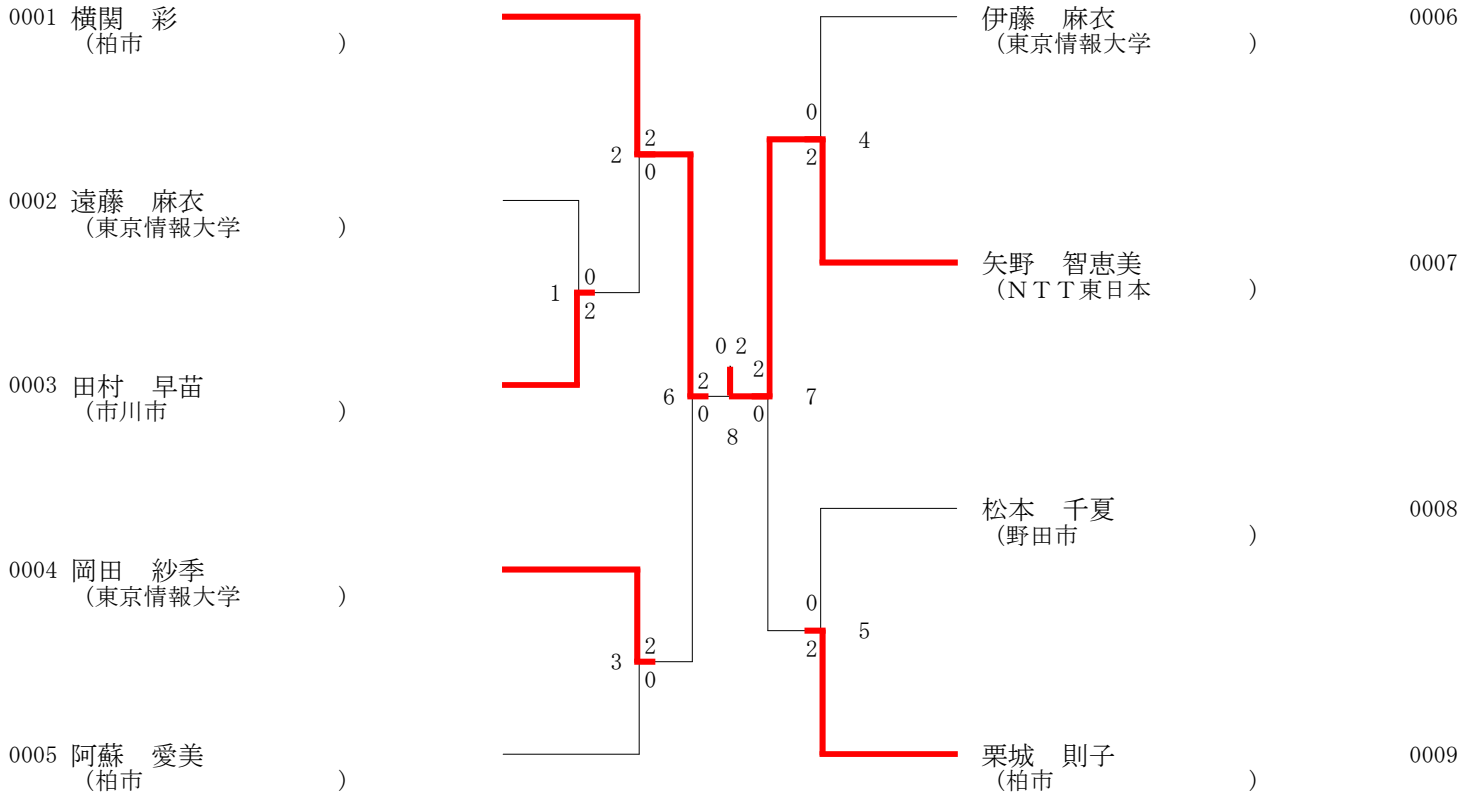 0001 横関　彩
（柏市　　　　　　　　）
0002 遠藤　麻衣
（東京情報大学　　　　）
0003 田村　早苗
（市川市　　　　　　　）
0004 岡田　紗季
（東京情報大学　　　　）
0005 阿蘇　愛美
（柏市　　　　　　　　）
2
2
0
1
0
2
6
2
0
3
2
0
0 2
8
2
0
7
0
2
4
0
2
5
伊藤　麻衣 0006
（東京情報大学　　　　）
矢野　智恵美 0007
（ＮＴＴ東日本　　　　）
松本　千夏 0008
（野田市　　　　　　　）
栗城　則子 0009
（柏市　　　　　　　　）